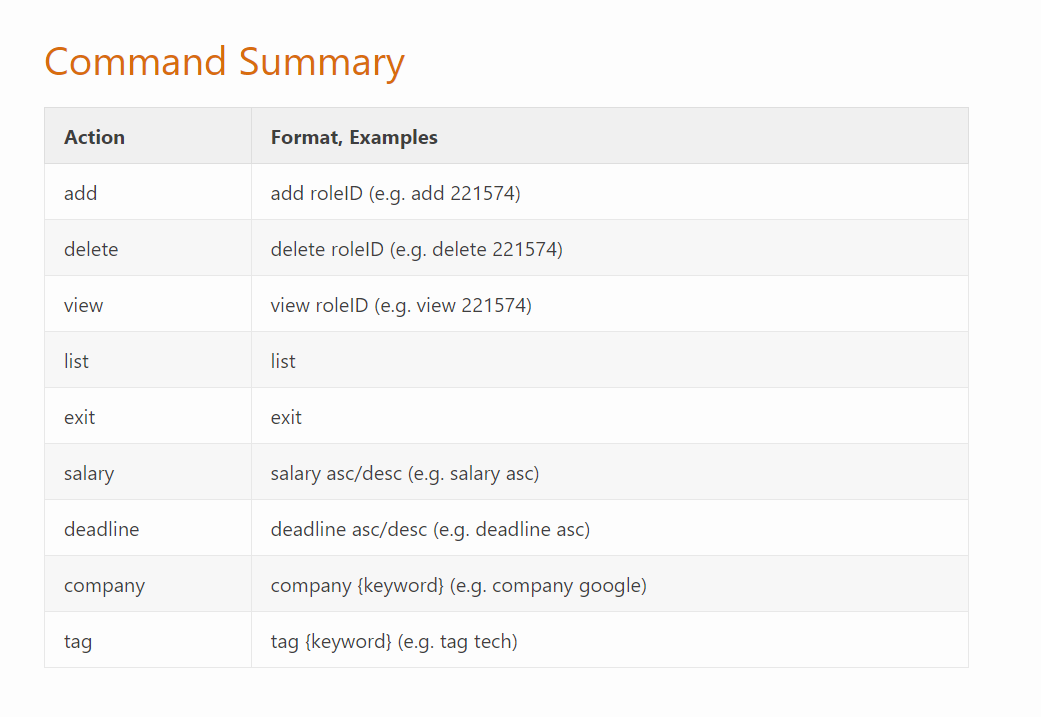 Command Summary
Action Format, Examples
add add roleID (e.g. add 221574)
delete delete roleID (e.g. delete 221574)
view view roleID (e.g. view 221574)
list list
exit exit
salary salary asc/desc (e.g. salary asc)
deadline deadline asc/desc (e.g. deadline asc)
company company {keyword} (e.g. company google)
tag tag {keyword} (e.g. tag tech)